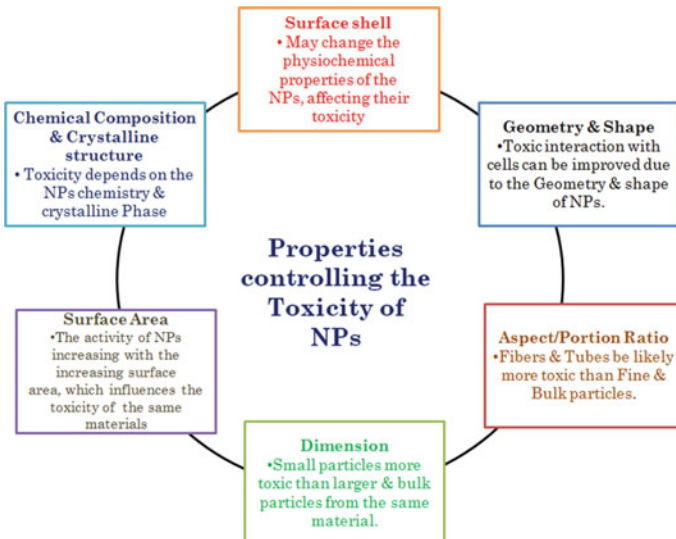 Surface shell
• May change the
physiochemical
properties of the
NPs, affecting their
toxicity
Chemical Composition
& Crystalline
structure
• Toxicity depends on the
NPs chemistry &
crystalline Phase
Geometry & Shape
•Toxic interaction with
cells can be improved due
to the Geometry & shape
of NPs.
Properties
controlling the
Toxicity of
NPs
Surface Area
•The activity of NPs
increasing with the
increasing surface
area, which influences the
toxicity of the same
materials
Aspect/Portion Ratio
•Fibers & Tubes be likely
more toxic than Fine &
Bulk particles.
Dimension
•Small particles more
toxic than larger & bulk
particles from the same
material.